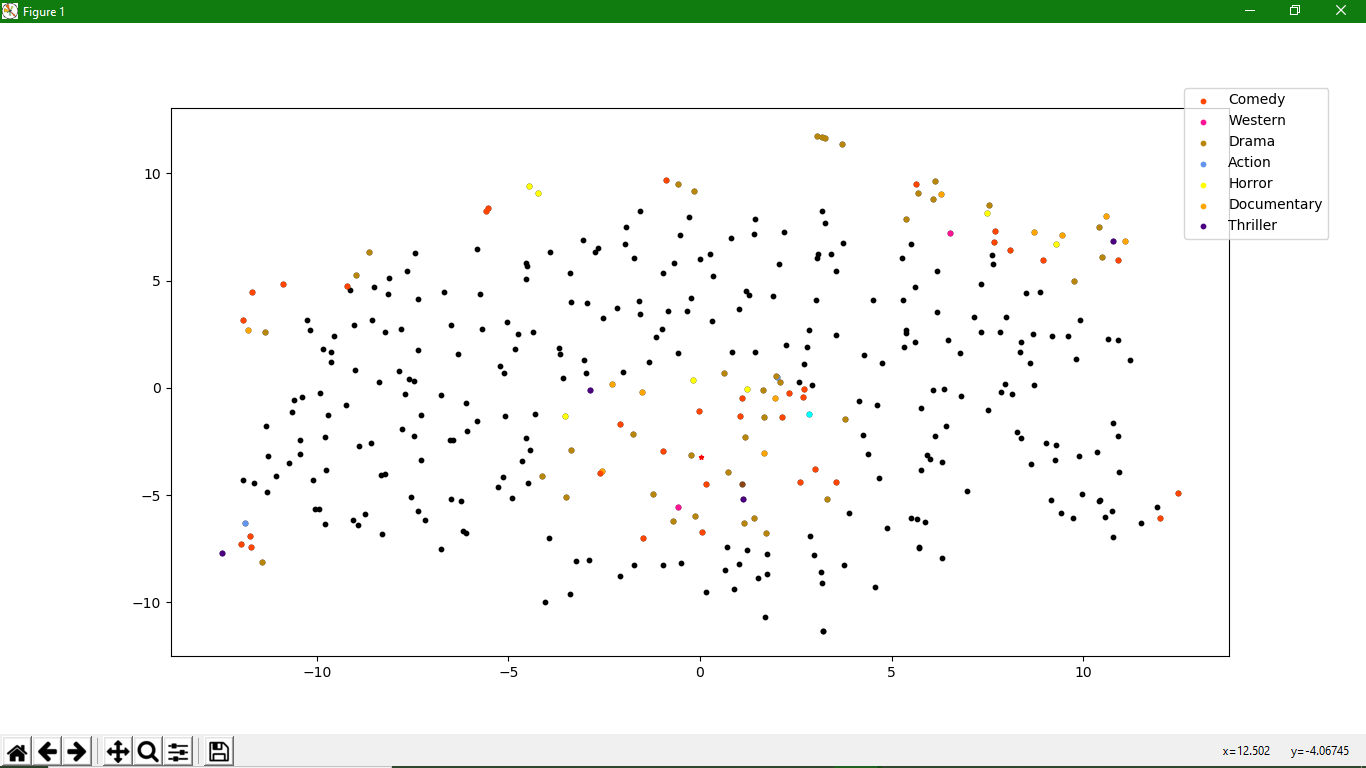 Figure 1
Comedy
Western
Drama
Action
Horror
Documentary
Thriller
10
5
0
−5
−10
−10
−5
0
5
10
x=12.502 y=-4.06745